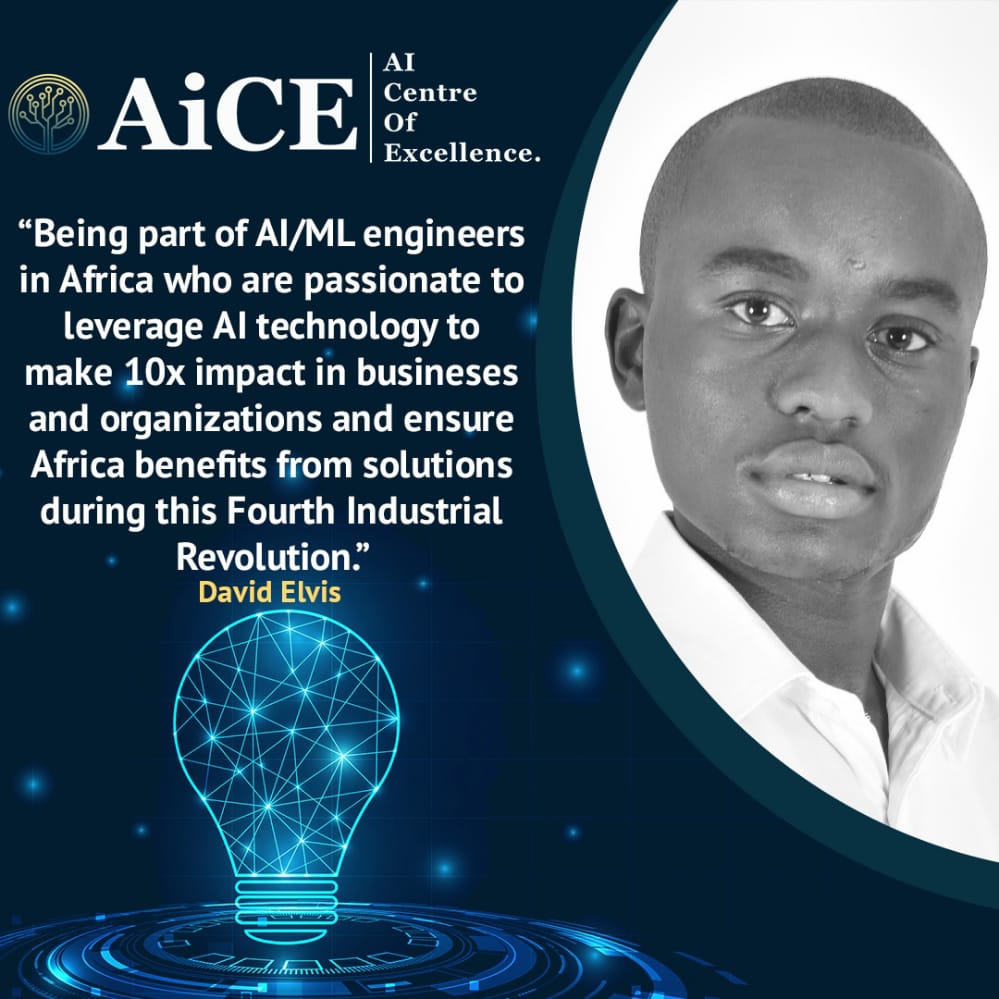 AiCE
AI
Centre
Of
Excellence.
“Being part of AI/ML engineers
in Africa who are passionate to
leverage AI technology to
make 10x impact in busineses
and organizations and ensure
Africa benefits from solutions
during this Fourth Industrial
Revolution.”
David Elvis